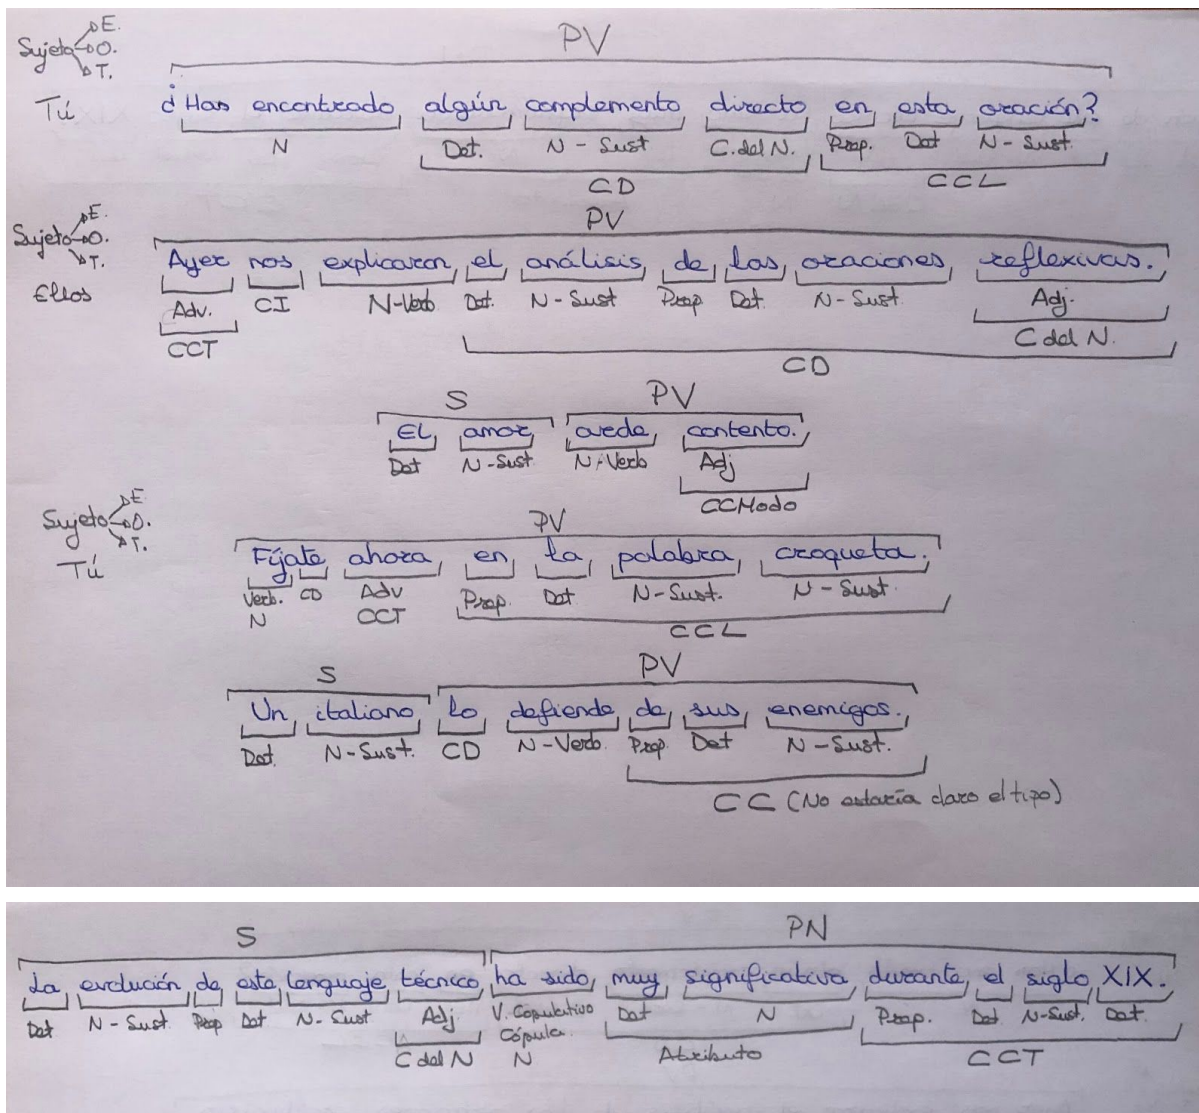 Sujeto E.
O.
T.
PV
Tú ¿Has encontrado algún complemento directo en esta oración?
N Det. N-Sust C.del N. Prep. Det N-Sust.
CD CCL
Sujeto E.
O.
T.
PV
Ayer nos explicaron el análisis de las oraciones reflexivas.
Ellos Adv. CI N-Verb Det. N-Sust Prep Det. N-Sust. Adj.
CCT C del N.
CD
S PV
El amor arde contento.
Det N-Sust N-Verb Adj
CCModo
Sujeto E.
O.
T.
PV
Tú Fíjate ahora en la palabra croqueta.
Verb. CD Adv Prep. Det N-Sust. N-Sust.
N CCT
CCL
S PV
Un italiano lo defiende de sus enemigos.
Det. N-Sust. CD N-Verb. Prep Det N-Sust.
CC (No estaría claro el tipo)
S PN
La evolución de este lenguaje técnico ha sido muy significativa durante el siglo XIX.
Det N-Sust. Prep Det N-Sust Adj. V. Copulativo Det N Prep. Det. N-Sust. Det.
Cópula.
C del N N Atributo CCT